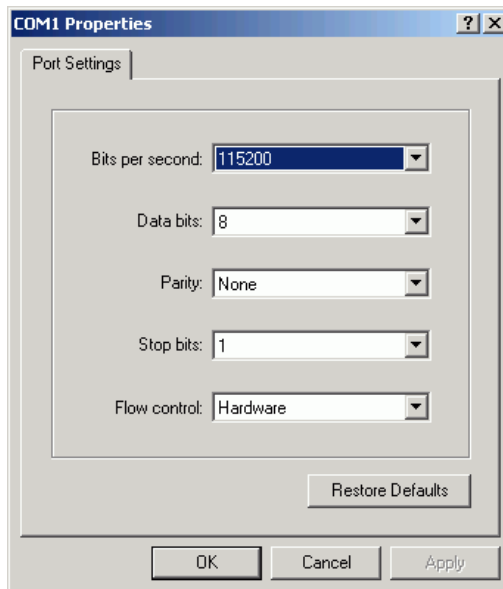 COM1 Properties
Port Settings
Bits per second: 115200
Data bits: 8
Parity: None
Stop bits: 1
Flow control: Hardware
Restore Defaults
OK Cancel Apply